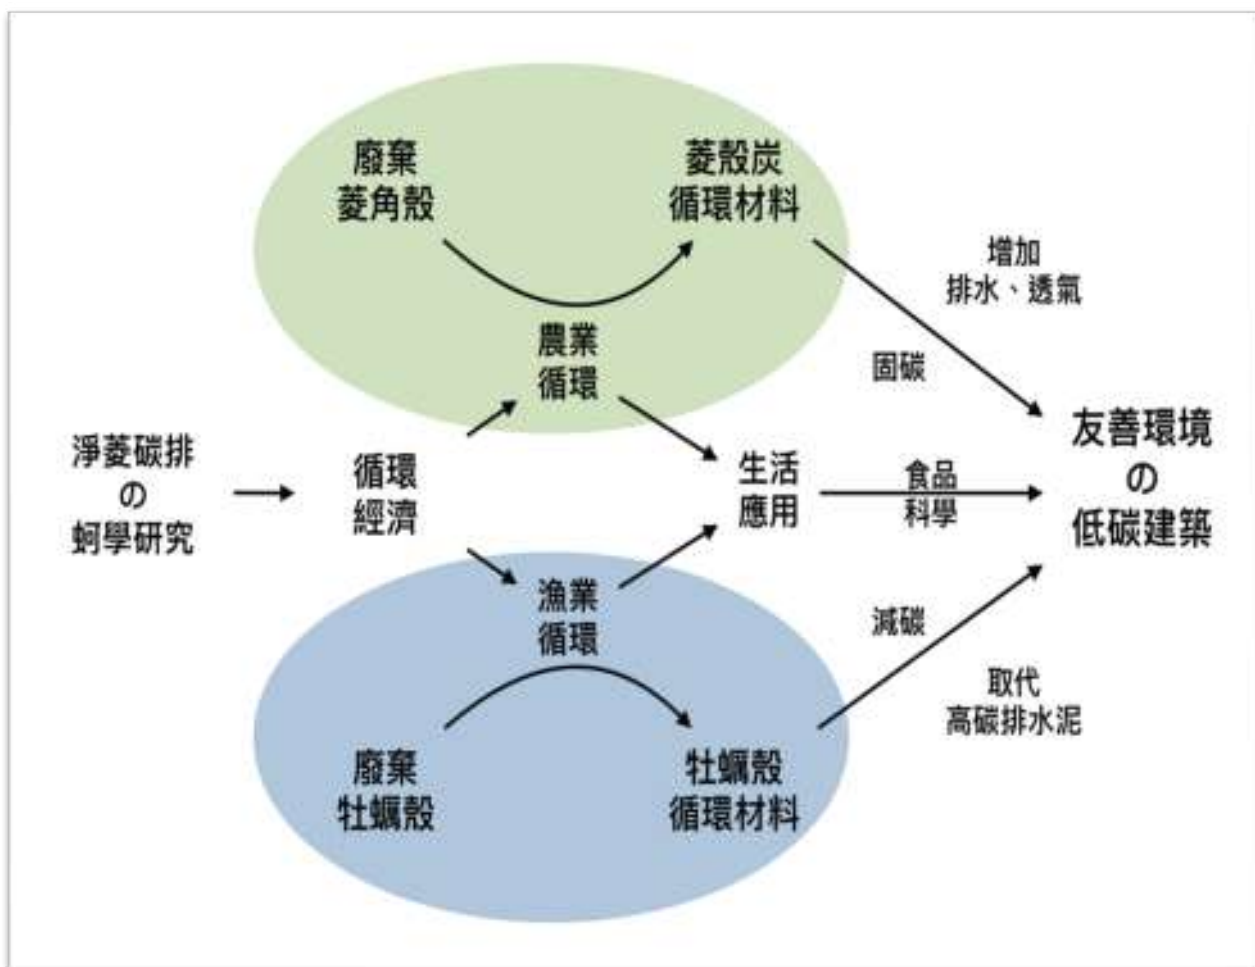 廢棄
菱角殼
菱殼炭
循環材料
農業
循環
增加
排水、透氣
固碳
淨菱碳排
の
蚵學研究
循環
經濟
生活
應用
食品
科學
友善環境
の
低碳建築
漁業
循環
減碳
取代
高碳排水泥
廢棄
牡蠣殼
牡蠣殼
循環材料